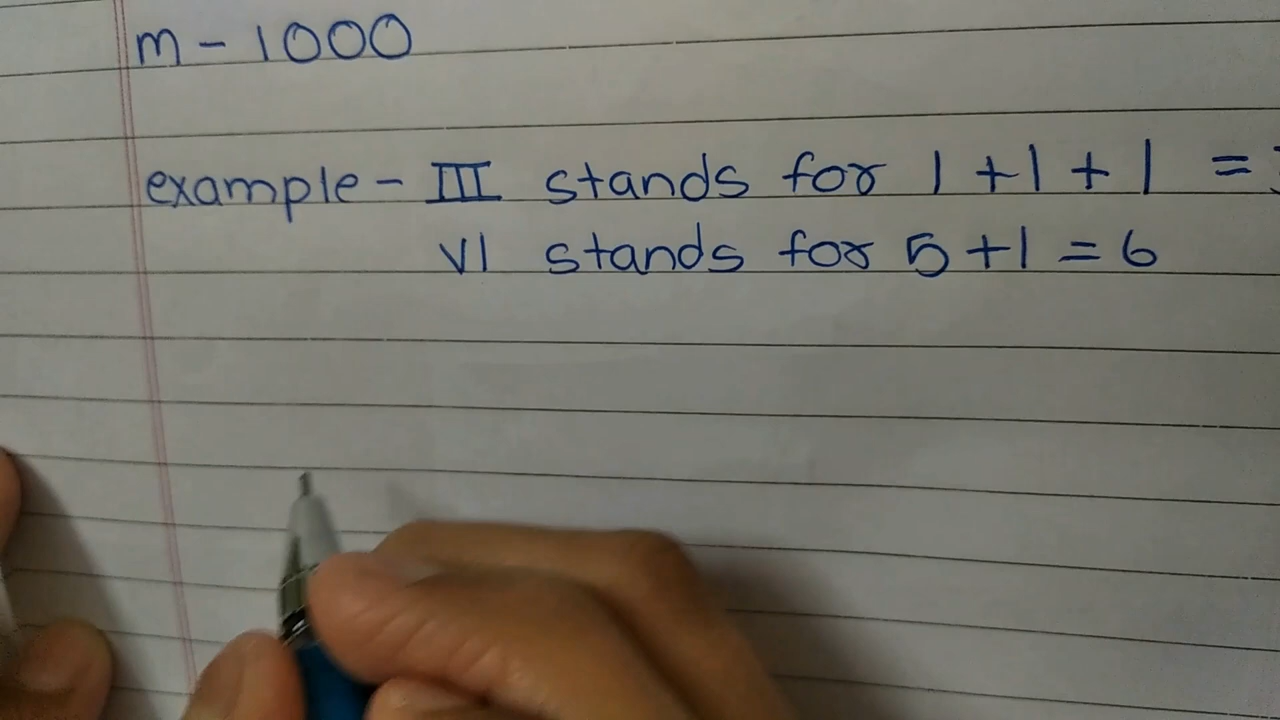 m - 1000
example - III stands for 1 + 1 + 1 =
VI stands for 5 + 1 = 6